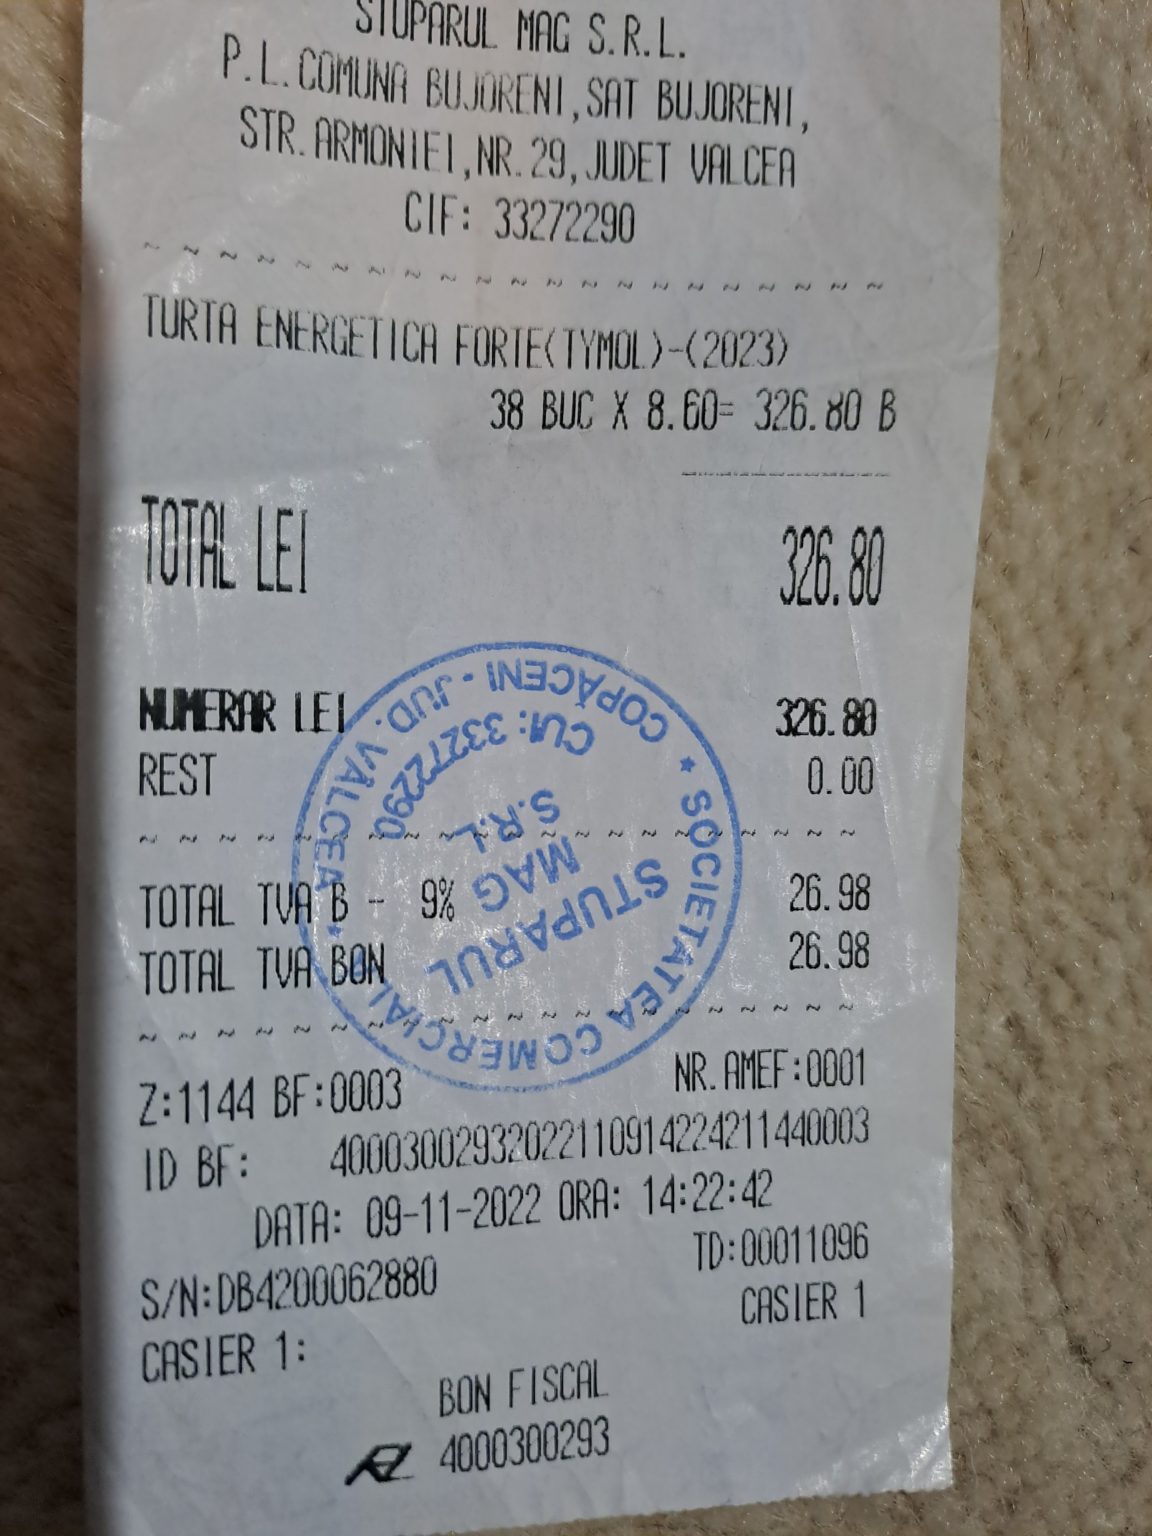 STUPARUL MAG S.R.L.
P.L.COMUNA BUJORENI,SAT BUJORENI,
STR.ARMONIEI,NR.29,JUDET VALCEA
CIF: 33272290
~ ~ ~ ~ ~ ~ ~ ~ ~ ~ ~ ~ ~ ~ ~ ~ ~ ~ ~ ~ ~
TURTA ENERGETICA FORTE(TYMOL)-(2023)
38 BUC X 8.60= 326.80 B
TOTAL LEI 326.80
NUMERAR LEI 326.80
REST 0.00
~ ~ ~ ~ ~ ~ ~ ~ ~ ~ ~ ~ ~ ~ ~ ~ ~ ~ ~ ~ ~
TOTAL TVA B - 9% 26.98
TOTAL TVA BON 26.98
~ ~ ~ ~ ~ ~ ~ ~ ~ ~ ~ ~ ~ ~ ~ ~ ~ ~ ~ ~ ~
Z:1144 BF:0003 NR.AMEF:0001
ID BF: 40003002932022110914224211440003
DATA: 09-11-2022 ORA: 14:22:42
S/N:DB4200062880 TD:00011096
CASIER 1: CASIER 1
BON FISCAL
4000300293
* SOCIETATEA COMERCIALĂ *
STUPARUL
MAG
S.R.L
CUI: 33272290
COPĂCENI - JUD. VÂLCEA